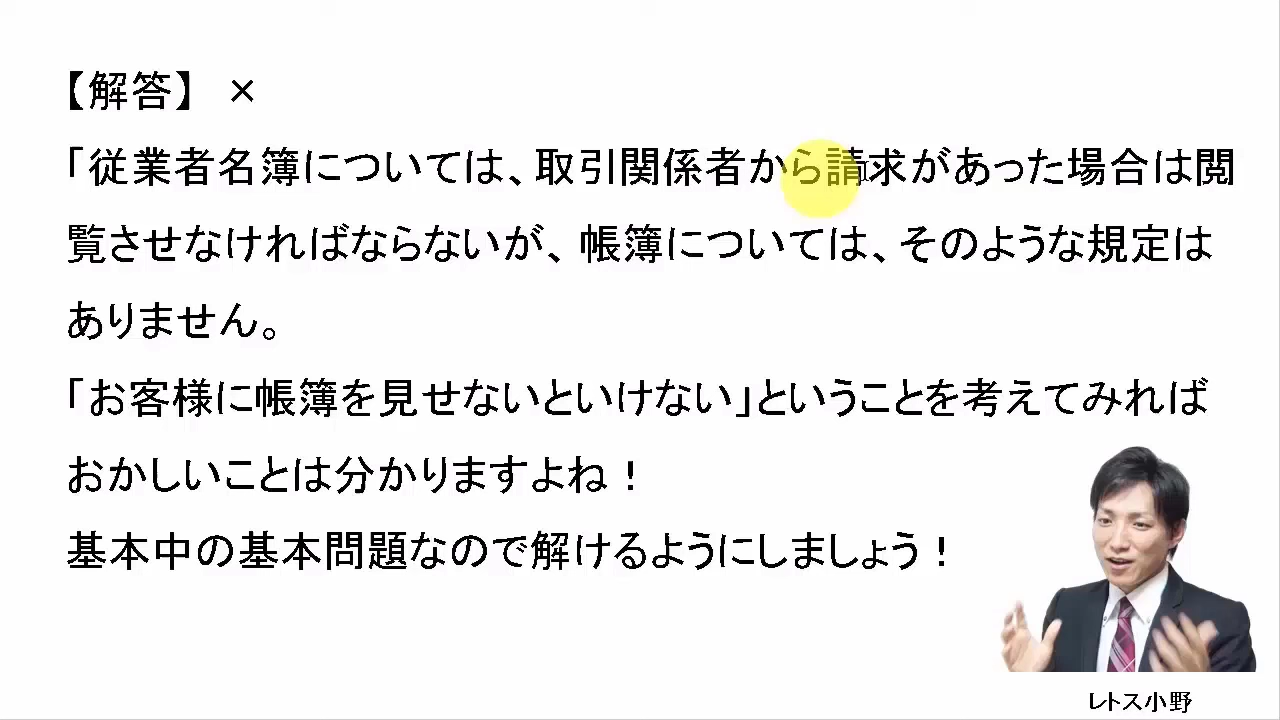 【解答】　×
「従業者名簿については、取引関係者から請求があった場合は閲
覧させなければならないが、帳簿については、そのような規定は
ありません。
「お客様に帳簿を見せないといけない」ということを考えてみれば
おかしいことは分かりますよね！
基本中の基本問題なので解けるようにしましょう！
レトス小野